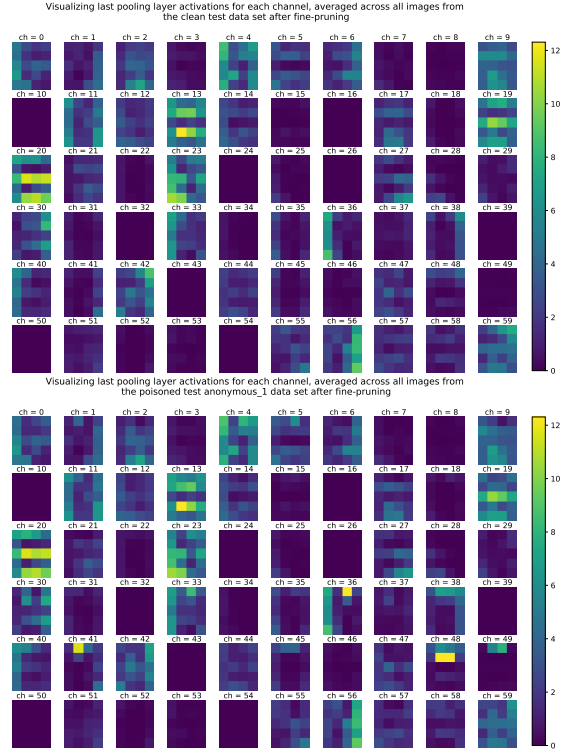 Visualizing last pooling layer activations for each channel, averaged across all images from
the clean test data set after fine-pruning
ch = 0 ch = 1 ch = 2 ch = 3 ch = 4 ch = 5 ch = 6 ch = 7 ch = 8 ch = 9
ch = 10 ch = 11 ch = 12 ch = 13 ch = 14 ch = 15 ch = 16 ch = 17 ch = 18 ch = 19
ch = 20 ch = 21 ch = 22 ch = 23 ch = 24 ch = 25 ch = 26 ch = 27 ch = 28 ch = 29
ch = 30 ch = 31 ch = 32 ch = 33 ch = 34 ch = 35 ch = 36 ch = 37 ch = 38 ch = 39
ch = 40 ch = 41 ch = 42 ch = 43 ch = 44 ch = 45 ch = 46 ch = 47 ch = 48 ch = 49
ch = 50 ch = 51 ch = 52 ch = 53 ch = 54 ch = 55 ch = 56 ch = 57 ch = 58 ch = 59
12
10
8
6
4
2
0
Visualizing last pooling layer activations for each channel, averaged across all images from
the poisoned test anonymous_1 data set after fine-pruning
ch = 0 ch = 1 ch = 2 ch = 3 ch = 4 ch = 5 ch = 6 ch = 7 ch = 8 ch = 9
ch = 10 ch = 11 ch = 12 ch = 13 ch = 14 ch = 15 ch = 16 ch = 17 ch = 18 ch = 19
ch = 20 ch = 21 ch = 22 ch = 23 ch = 24 ch = 25 ch = 26 ch = 27 ch = 28 ch = 29
ch = 30 ch = 31 ch = 32 ch = 33 ch = 34 ch = 35 ch = 36 ch = 37 ch = 38 ch = 39
ch = 40 ch = 41 ch = 42 ch = 43 ch = 44 ch = 45 ch = 46 ch = 47 ch = 48 ch = 49
ch = 50 ch = 51 ch = 52 ch = 53 ch = 54 ch = 55 ch = 56 ch = 57 ch = 58 ch = 59
12
10
8
6
4
2
0